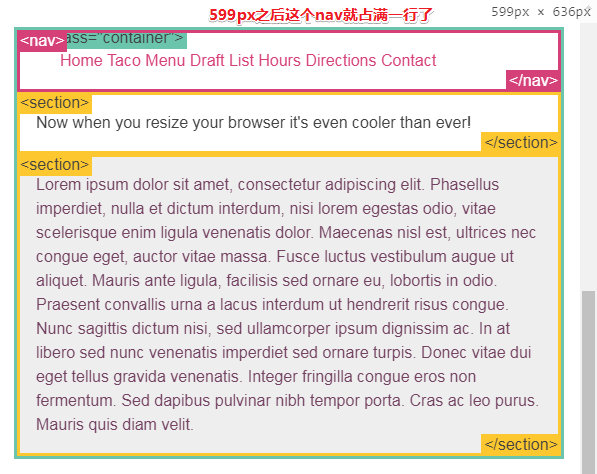 599px之后这个nav就占满一行了
599px × 636px
<nav>
ass="container">
Home Taco Menu Draft List Hours Directions Contact
</nav>
<section>
Now when you resize your browser it's even cooler than ever!
</section>
<section>
Lorem ipsum dolor sit amet, consectetur adipiscing elit. Phasellus
imperdiet, nulla et dictum interdum, nisi lorem egestas odio, vitae
scelerisque enim ligula venenatis dolor. Maecenas nisl est, ultrices nec
congue eget, auctor vitae massa. Fusce luctus vestibulum augue ut
aliquet. Mauris ante ligula, facilisis sed ornare eu, lobortis in odio.
Praesent convallis urna a lacus interdum ut hendrerit risus congue.
Nunc sagittis dictum nisi, sed ullamcorper ipsum dignissim ac. In at
libero sed nunc venenatis imperdiet sed ornare turpis. Donec vitae dui
eget tellus gravida venenatis. Integer fringilla congue eros non
fermentum. Sed dapibus pulvinar nibh tempor porta. Cras ac leo purus.
Mauris quis diam velit.
</section>